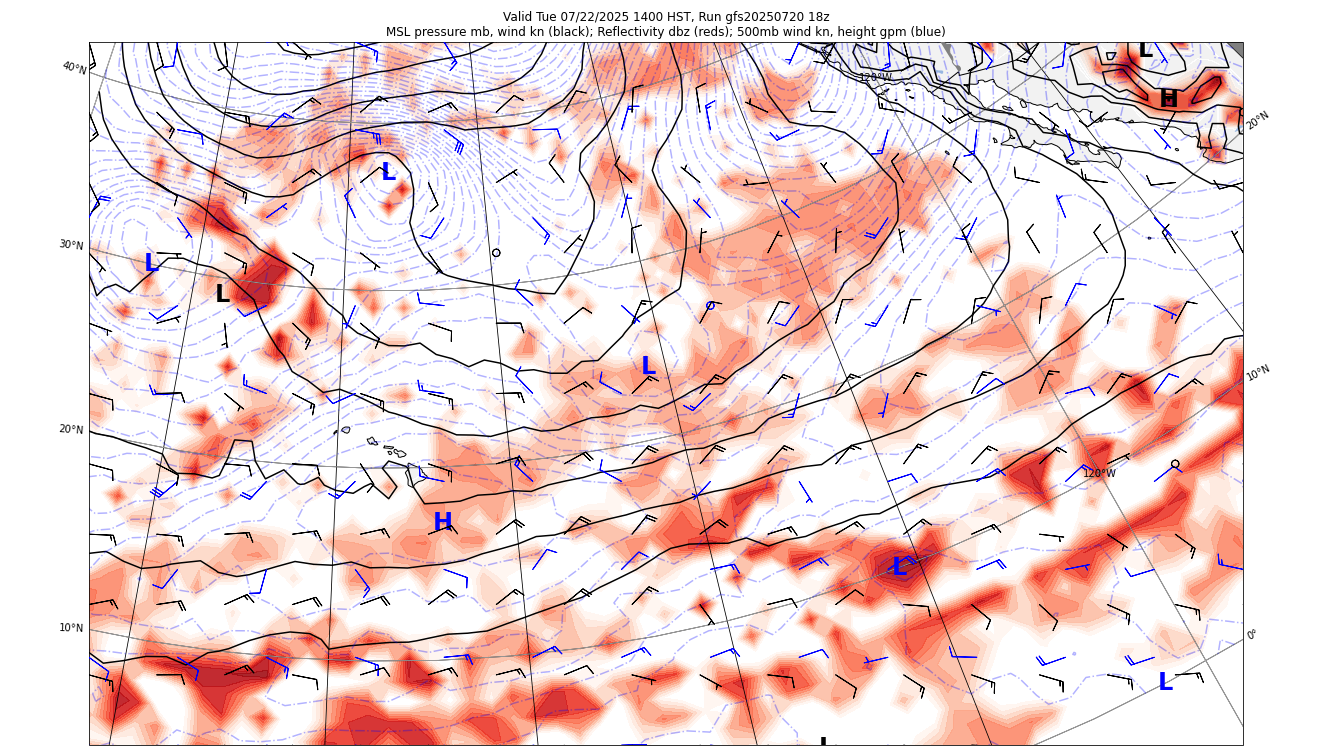 Valid Tue 07/22/2025 1400 HST, Run gfs20250720 18z
MSL pressure mb, wind kn (black); Reflectivity dbz (reds); 500mb wind kn, height gpm (blue)
L
40°N
120°W
H
20°N
L
30°N
L
L
L
10°N
20°N
120°W
H
L
10°N
0°
L
L